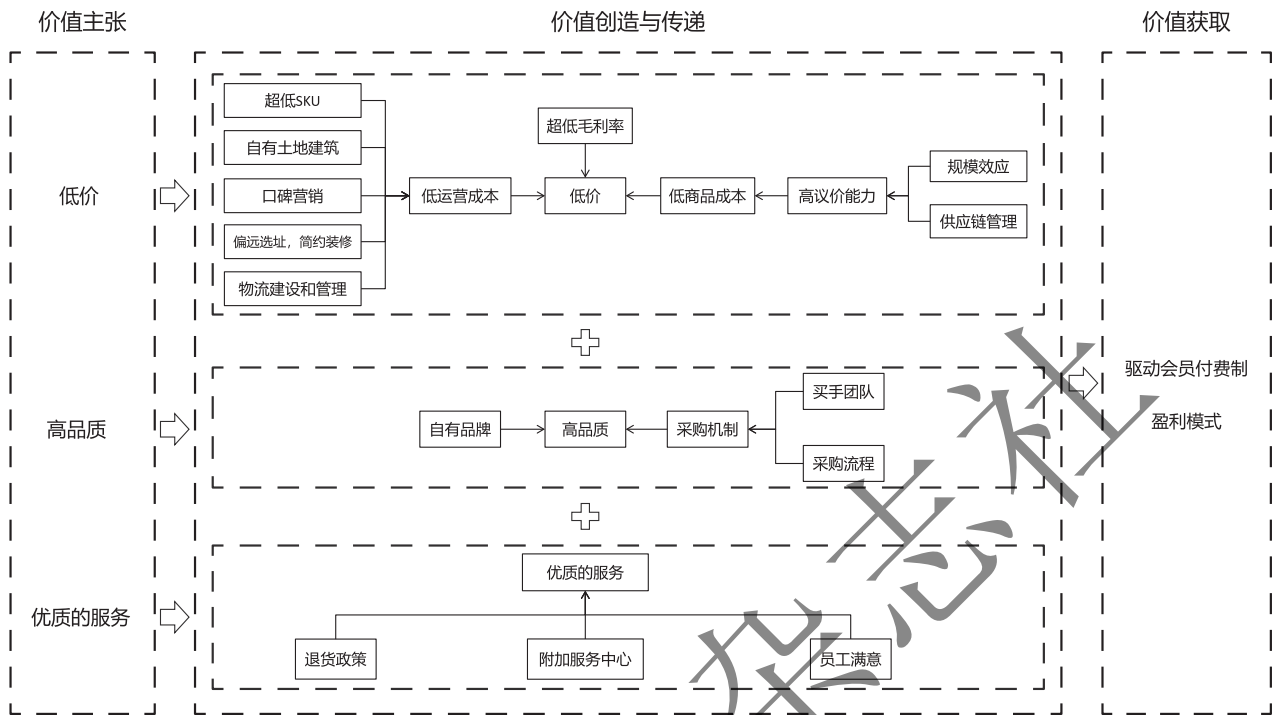 价值主张
价值创造与传递
价值获取
低价
超低SKU
自有土地建筑
口碑营销
偏远选址，简约装修
物流建设和管理
低运营成本
超低毛利率
低价
低商品成本
高议价能力
规模效应
供应链管理
高品质
自有品牌
高品质
采购机制
买手团队
采购流程
驱动会员付费制
盈利模式
优质的服务
优质的服务
退货政策
附加服务中心
员工满意
杂志社